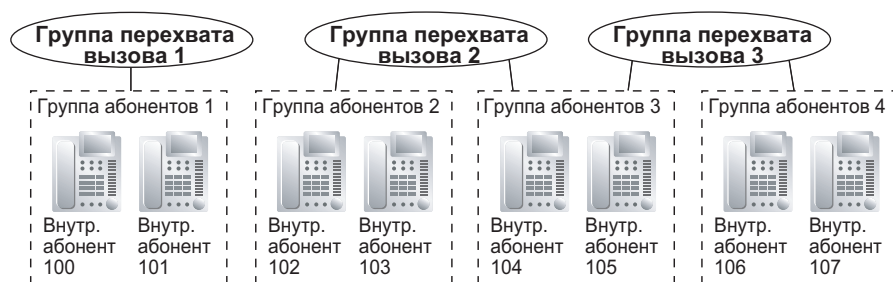 Группа перехвата
вызова 1
Группа перехвата
вызова 2
Группа перехвата
вызова 3
Группа абонентов 1
Группа абонентов 2
Группа абонентов 3
Группа абонентов 4
Внутр.
абонент
100
Внутр.
абонент
101
Внутр.
абонент
102
Внутр.
абонент
103
Внутр.
абонент
104
Внутр.
абонент
105
Внутр.
абонент
106
Внутр.
абонент
107